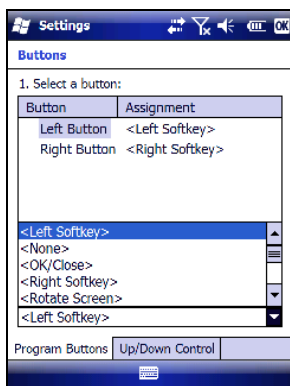 Settings OK
Buttons
1. Select a button:
Button Assignment
Left Button <Left Softkey>
Right Button <Right Softkey>
<Left Softkey>
<None>
<OK/Close>
<Right Softkey>
<Rotate Screen>
<Left Softkey>
Program Buttons Up/Down Control